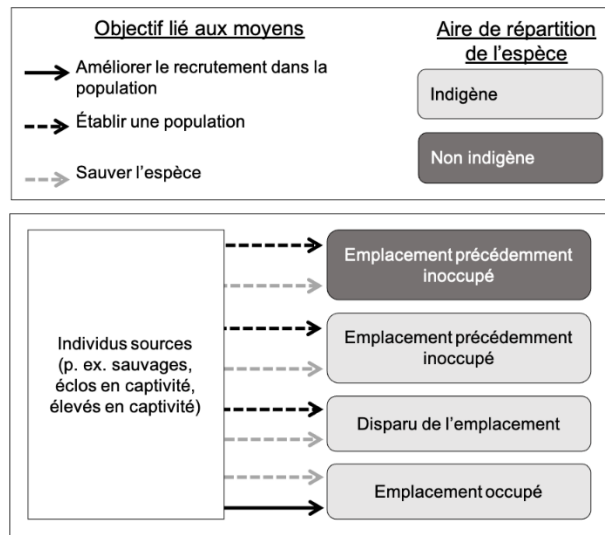 Objectif lié aux moyens
Améliorer le recrutement dans la
population
Établir une population
Sauver l'espèce
Aire de répartition
de l'espèce
Indigène
Non indigène
Individus sources
(p. ex. sauvages,
éclos en captivité,
élevés en captivité)
Emplacement précédemment
inoccupé
Emplacement précédemment
inoccupé
Disparu de l'emplacement
Emplacement occupé